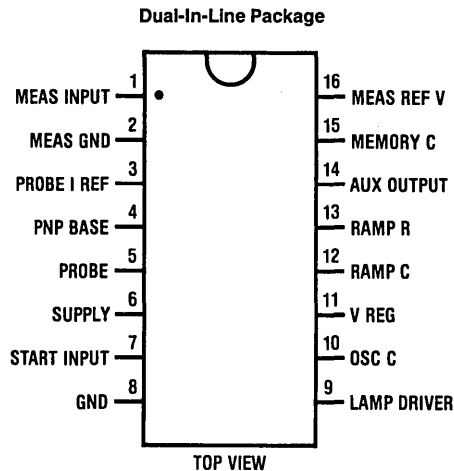 Dual-In-Line Package
1 16
MEAS INPUT MEAS REF V
2 15
MEAS GND MEMORY C
3 14
PROBE I REF AUX OUTPUT
4 13
PNP BASE RAMP R
5 12
PROBE RAMP C
6 11
SUPPLY V REG
7 10
START INPUT OSC C
8 9
GND LAMP DRIVER
TOP VIEW